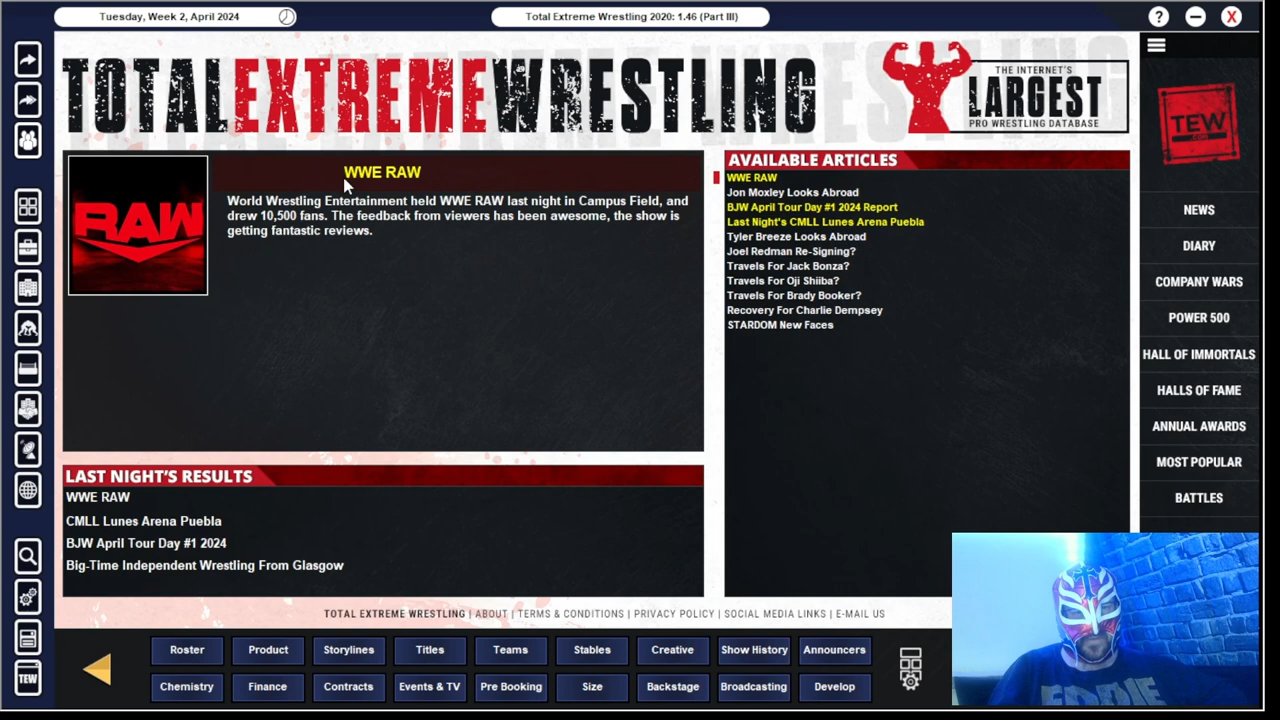 Tuesday, Week 2, April 2024
Total Extreme Wrestling 2020: 1.46 (Part III)
?
X
TOTALEXTREMEWRESTLING
THE INTERNET'S
LARGEST
PRO WRESTLING DATABASE
TEW
.COM
RAW
WWE RAW
World Wrestling Entertainment held WWE RAW last night in Campus Field, and
drew 10,500 fans. The feedback from viewers has been awesome, the show is
getting fantastic reviews.
AVAILABLE ARTICLES
WWE RAW
Jon Moxley Looks Abroad
BJW April Tour Day #1 2024 Report
Last Night's CMLL Lunes Arena Puebla
Tyler Breeze Looks Abroad
Joel Redman Re-Signing?
Travels For Jack Bonza?
Travels For Oji Shiiba?
Travels For Brady Booker?
Recovery For Charlie Dempsey
STARDOM New Faces
NEWS
DIARY
COMPANY WARS
POWER 500
HALL OF IMMORTALS
HALLS OF FAME
ANNUAL AWARDS
MOST POPULAR
BATTLES
LAST NIGHT'S RESULTS
WWE RAW
CMLL Lunes Arena Puebla
BJW April Tour Day #1 2024
Big-Time Independent Wrestling From Glasgow
TOTAL EXTREME WRESTLING | ABOUT | TERMS & CONDITIONS | PRIVACY POLICY | SOCIAL MEDIA LINKS | E-MAIL US
Roster Product Storylines Titles Teams Stables Creative Show History Announcers
Chemistry Finance Contracts Events & TV Pre Booking Size Backstage Broadcasting Develop
TEW
EDDIE